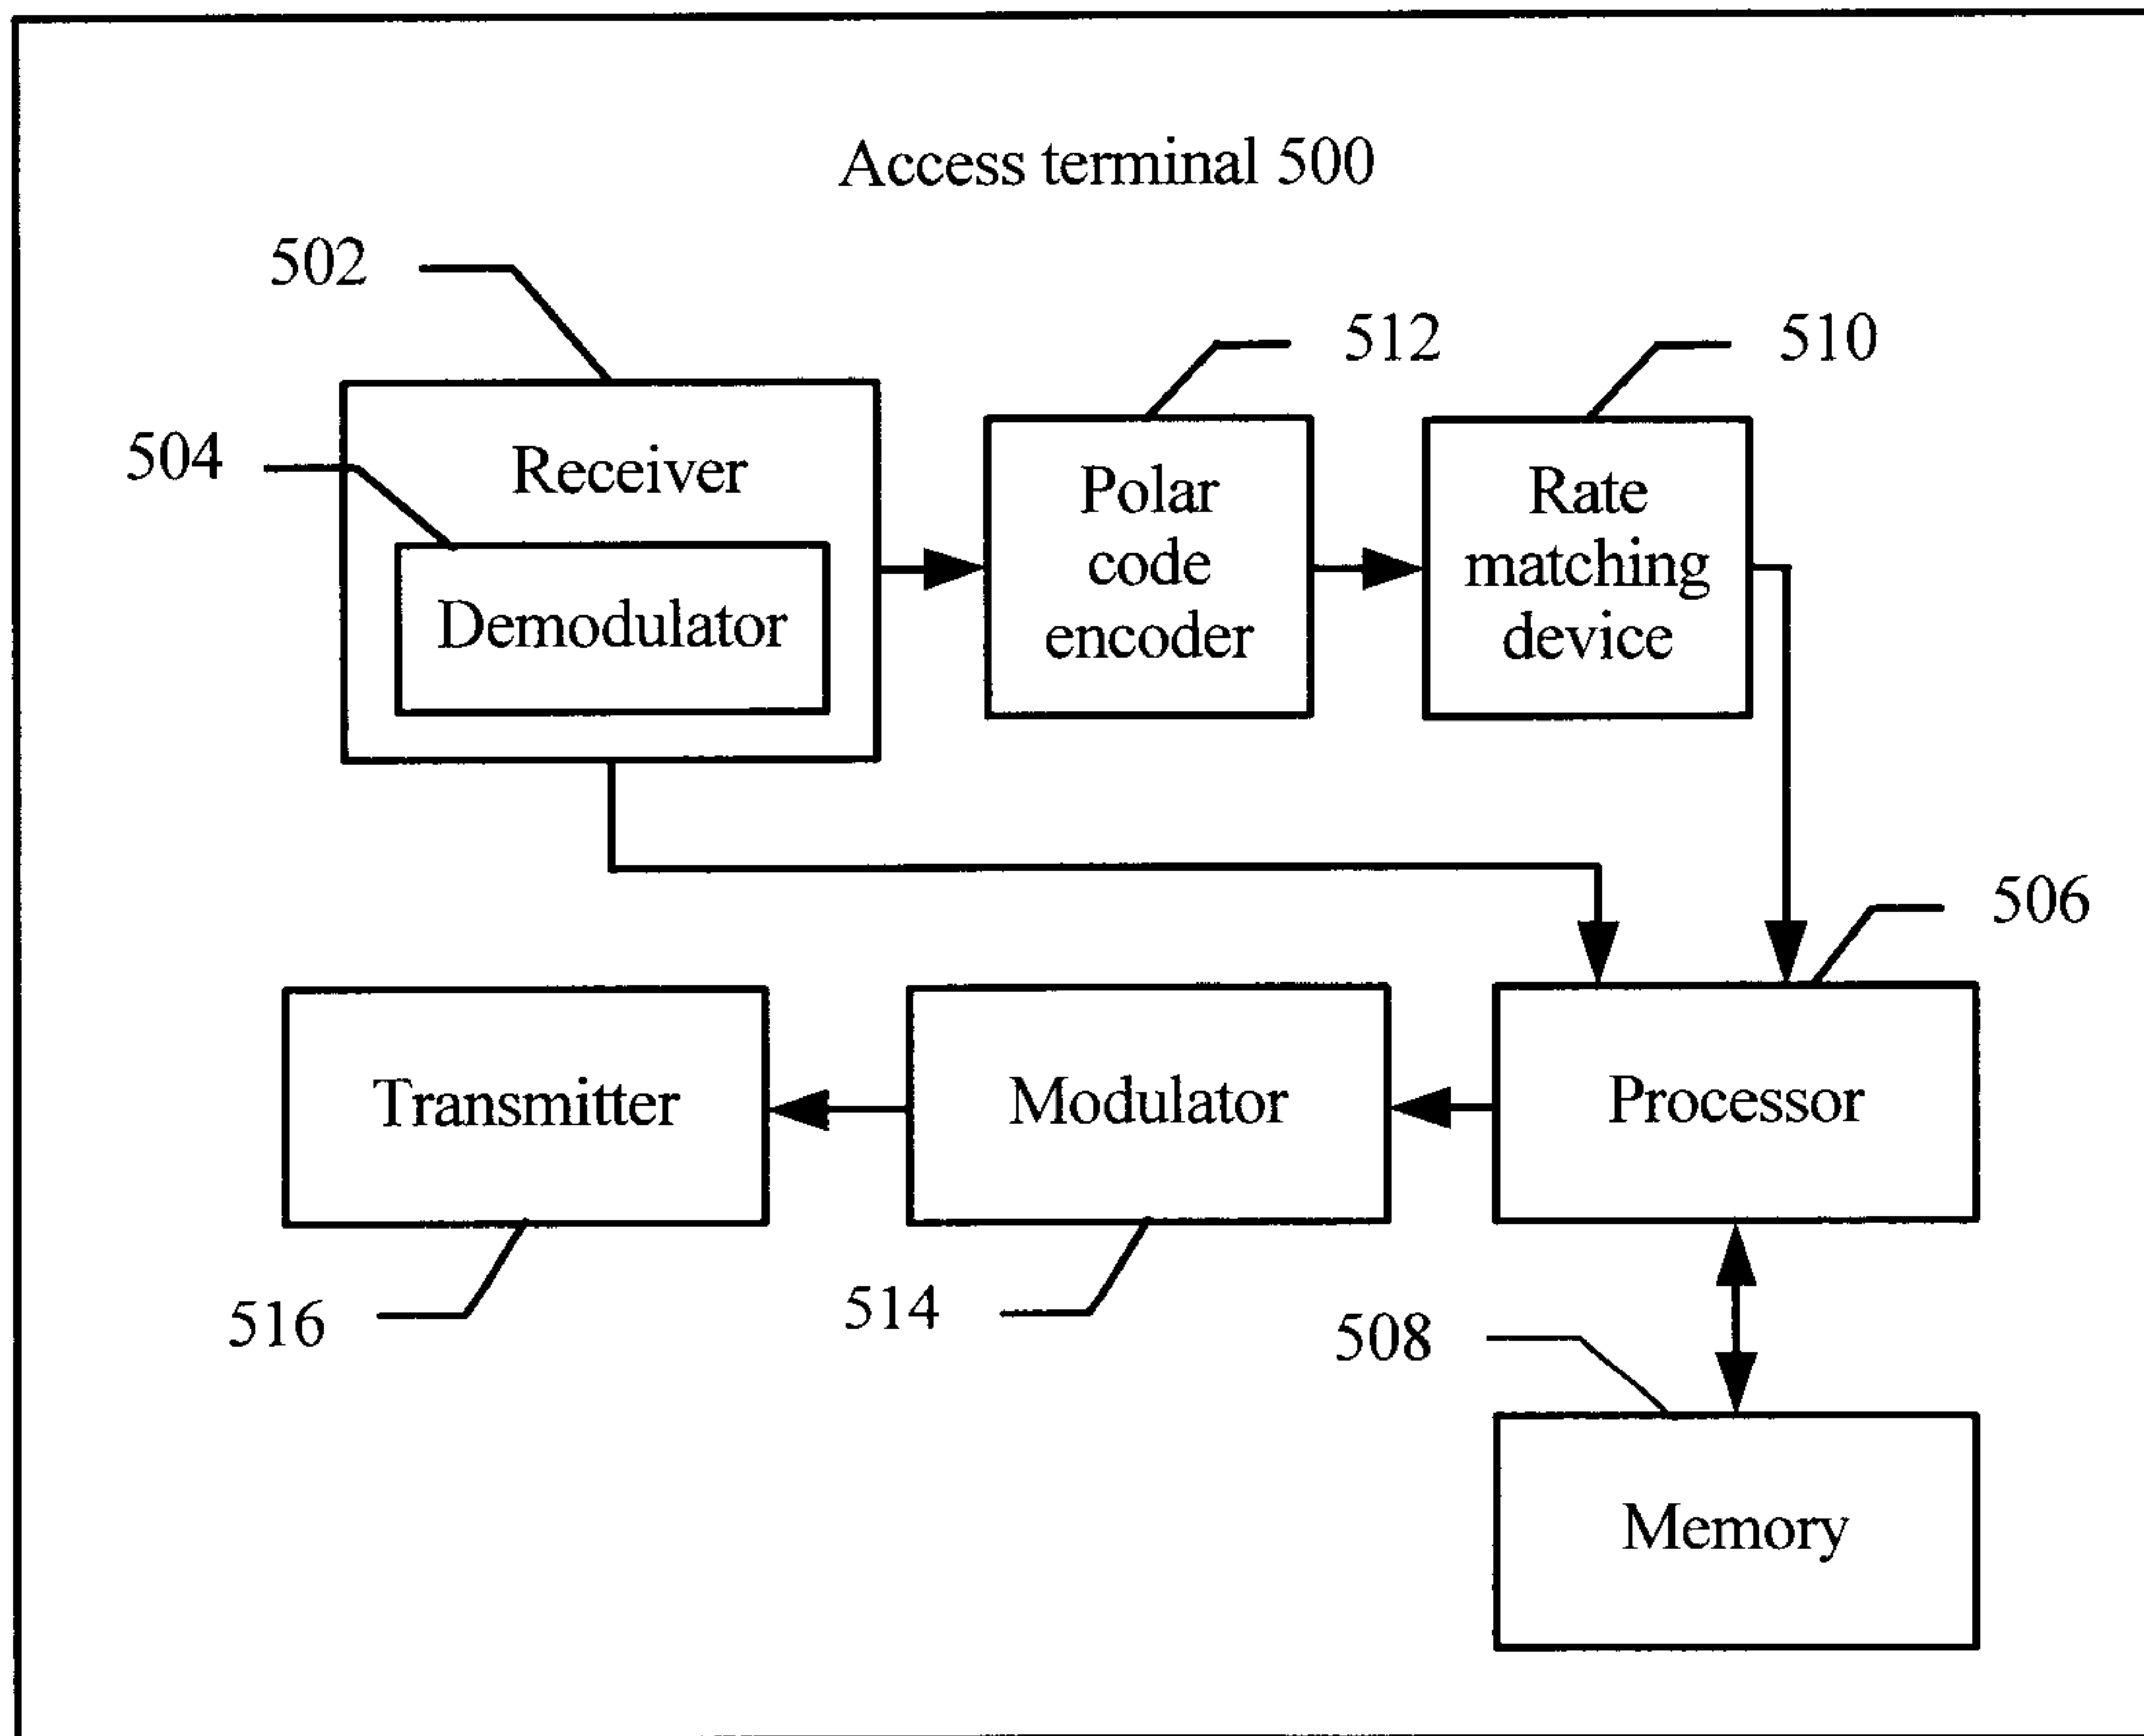 Access terminal 500
502
512
510
504
Receiver
Demodulator
Polar
code
encoder
Rate
matching
device
506
Transmitter
Modulator
Processor
516
514
508
Memory